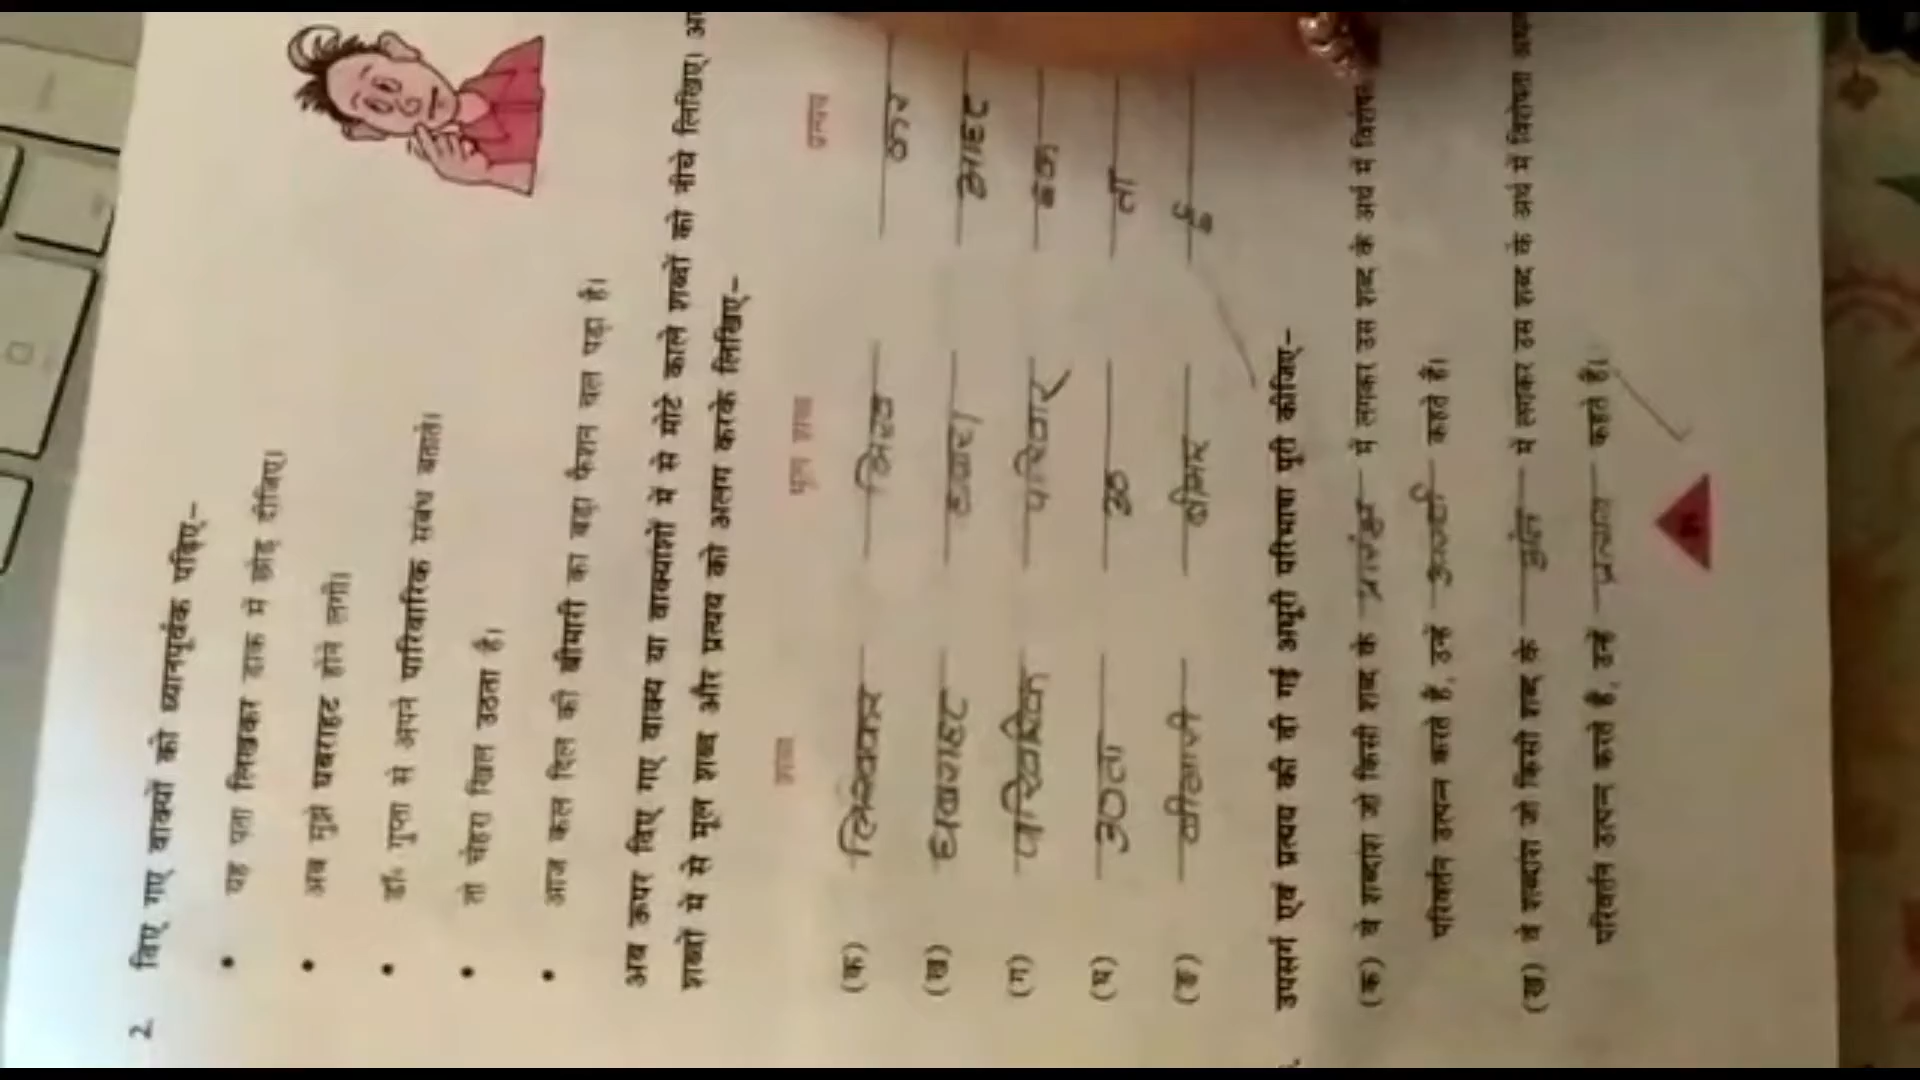 2. दिए गए वाक्यों को ध्यानपूर्वक पढ़िए–
• यह पता लिखकर डाक में छोड़ दीजिए।
• अब मुझे घबराहट होने लगी।
• डॉ॰ गुप्ता से अपने पारिवारिक संबंध बताते।
• तो चेहरा खिल उठता है।
• आज कल दिल की बीमारी का बड़ा फैशन चल पड़ा है।
अब ऊपर दिए गए वाक्य या वाक्यांशों में से मोटे काले शब्दों को नीचे लिखिए।
शब्दों में से मूल शब्द और प्रत्यय को अलग करके लिखिए–
शब्द मूल शब्द प्रत्यय
(क) लिखकर लिख कर
(ख) घबराहट आहट
(ग) परिवार इक
(घ) उठता उठ ता
(ङ) बीमारी बीमार ई
उपसर्ग एवं प्रत्यय की दी गई अधूरी परिभाषा पूरी कीजिए–
(क) वे शब्दांश जो किसी शब्द के प्रारंभ में लगकर उस शब्द के अर्थ में
परिवर्तन उत्पन्न करते हैं, उन्हें उपसर्ग कहते हैं।
(ख) वे शब्दांश जो किसी शब्द के अंत में लगकर उस शब्द के अर्थ में विशेषता
परिवर्तन उत्पन्न करते हैं, उन्हें प्रत्यय कहते हैं।